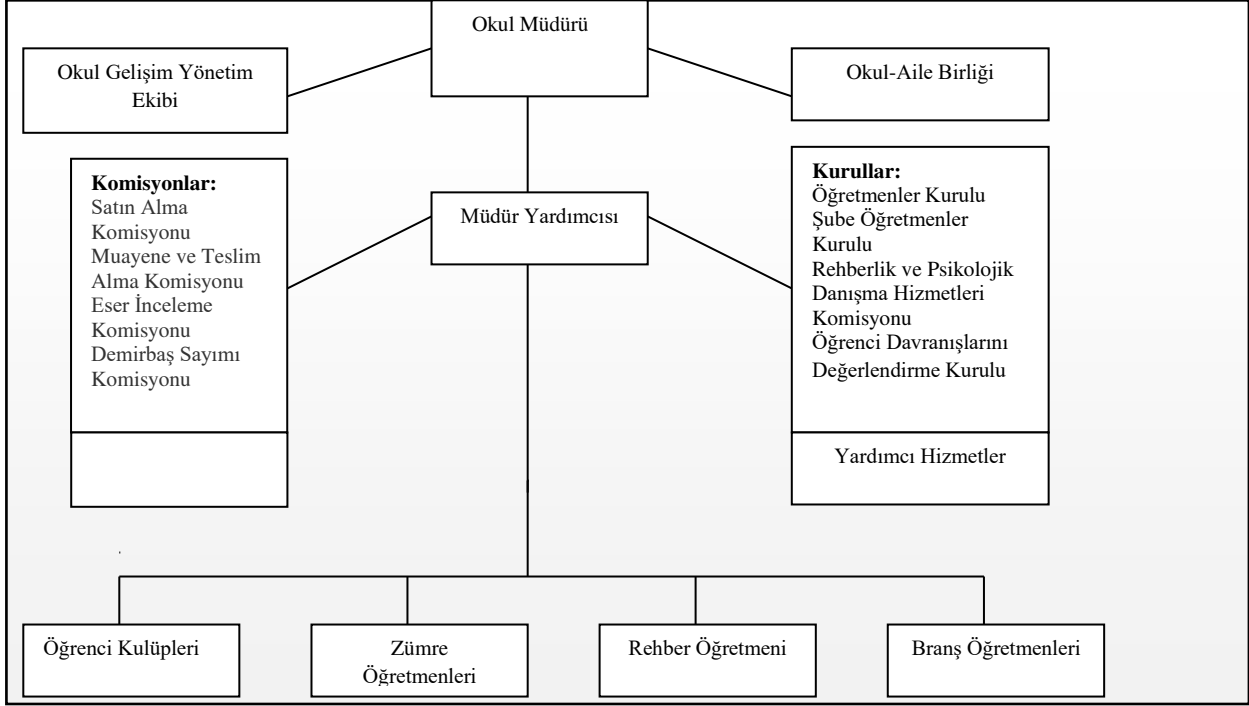 Okul Müdürü
Okul Gelişim Yönetim
Ekibi
Okul-Aile Birliği
Komisyonlar:
Satın Alma
Komisyonu
Muayene ve Teslim
Alma Komisyonu
Eser İnceleme
Komisyonu
Demirbaş Sayımı
Komisyonu
Müdür Yardımcısı
Kurullar:
Öğretmenler Kurulu
Şube Öğretmenler
Kurulu
Rehberlik ve Psikolojik
Danışma Hizmetleri
Komisyonu
Öğrenci Davranışlarını
Değerlendirme Kurulu
Yardımcı Hizmetler
Öğrenci Kulüpleri
Zümre
Öğretmenleri
Rehber Öğretmeni
Branş Öğretmenleri